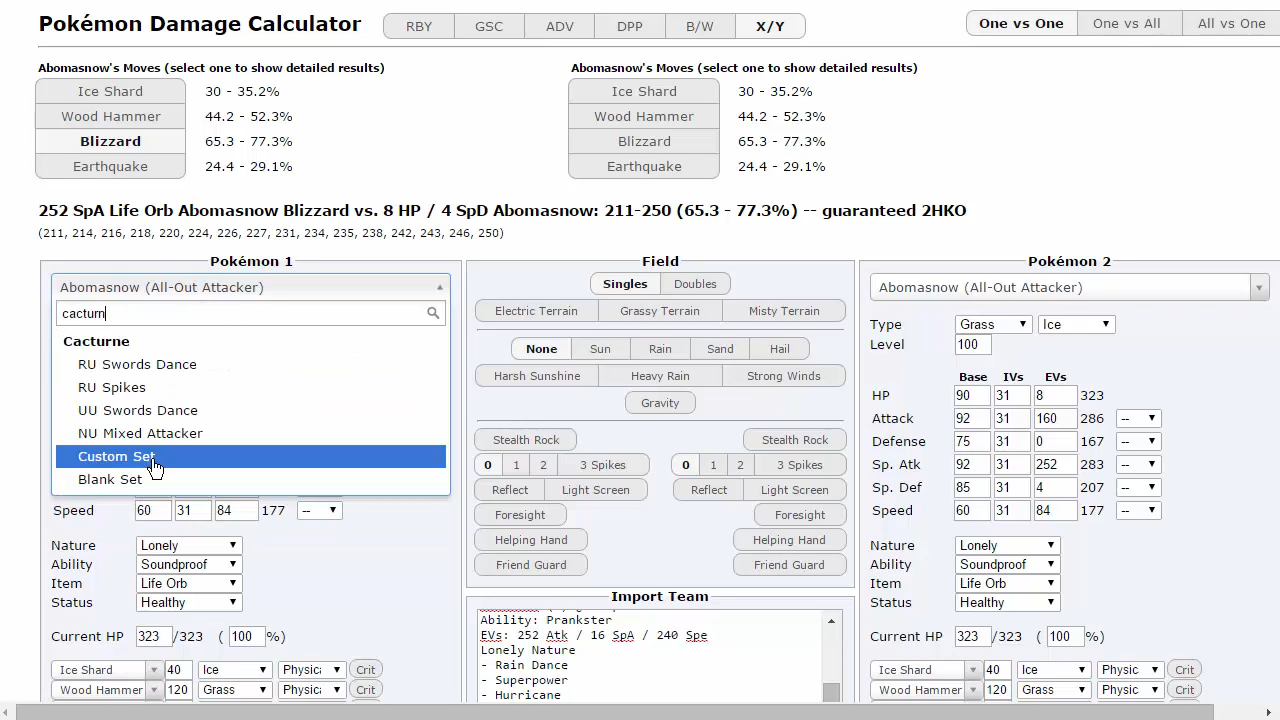 Pokémon Damage Calculator
RBY GSC ADV DPP B/W X/Y
One vs One One vs All All vs One
Abomasnow's Moves (select one to show detailed results)
Ice Shard 30 - 35.2%
Wood Hammer 44.2 - 52.3%
Blizzard 65.3 - 77.3%
Earthquake 24.4 - 29.1%
Abomasnow's Moves (select one to show detailed results)
Ice Shard 30 - 35.2%
Wood Hammer 44.2 - 52.3%
Blizzard 65.3 - 77.3%
Earthquake 24.4 - 29.1%
252 SpA Life Orb Abomasnow Blizzard vs. 8 HP / 4 SpD Abomasnow: 211-250 (65.3 - 77.3%) -- guaranteed 2HKO
(211, 214, 216, 218, 220, 224, 226, 227, 231, 234, 235, 238, 242, 243, 246, 250)
Pokémon 1
Abomasnow (All-Out Attacker)
cacturn
Cacturne
RU Swords Dance
RU Spikes
UU Swords Dance
NU Mixed Attacker
Custom Set
Blank Set
Speed 60 31 84 177 --
Nature Lonely
Ability Soundproof
Item Life Orb
Status Healthy
Current HP 323 /323 ( 100 %)
Ice Shard 40 Ice Physica Crit
Wood Hammer 120 Grass Physica Crit
Field
Singles Doubles
Electric Terrain Grassy Terrain Misty Terrain
None Sun Rain Sand Hail
Harsh Sunshine Heavy Rain Strong Winds
Gravity
Stealth Rock Stealth Rock
0 1 2 3 Spikes 0 1 2 3 Spikes
Reflect Light Screen Reflect Light Screen
Foresight Foresight
Helping Hand Helping Hand
Friend Guard Friend Guard
Import Team
Ability: Prankster
EVs: 252 Atk / 16 SpA / 240 Spe
Lonely Nature
- Rain Dance
- Superpower
- Hurricane
Pokémon 2
Abomasnow (All-Out Attacker)
Type Grass Ice
Level 100
Base IVs EVs
HP 90 31 8 323
Attack 92 31 160 286 --
Defense 75 31 0 167 --
Sp. Atk 92 31 252 283 --
Sp. Def 85 31 4 207 --
Speed 60 31 84 177 --
Nature Lonely
Ability Soundproof
Item Life Orb
Status Healthy
Current HP 323 /323 ( 100 %)
Ice Shard 40 Ice Physic Crit
Wood Hammer 120 Grass Physic Crit